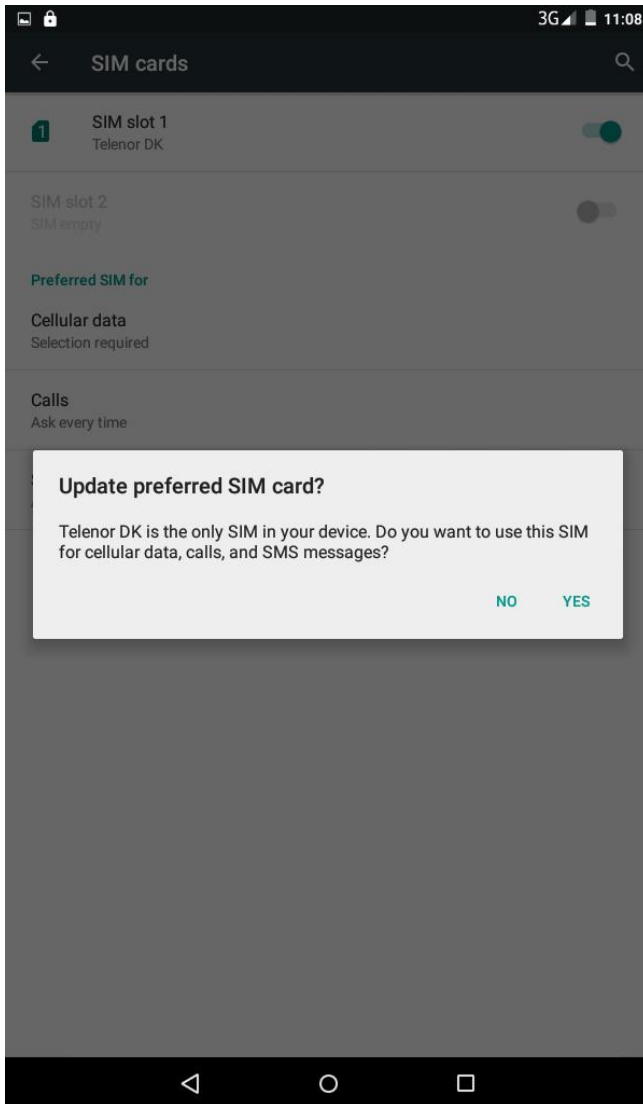 3G 11:08
SIM cards
1
SIM slot 1
Telenor DK
SIM slot 2
SIM empty
Preferred SIM for
Cellular data
Selection required
Calls
Ask every time
Update preferred SIM card?
Telenor DK is the only SIM in your device. Do you want to use this SIM
for cellular data, calls, and SMS messages?
NO YES